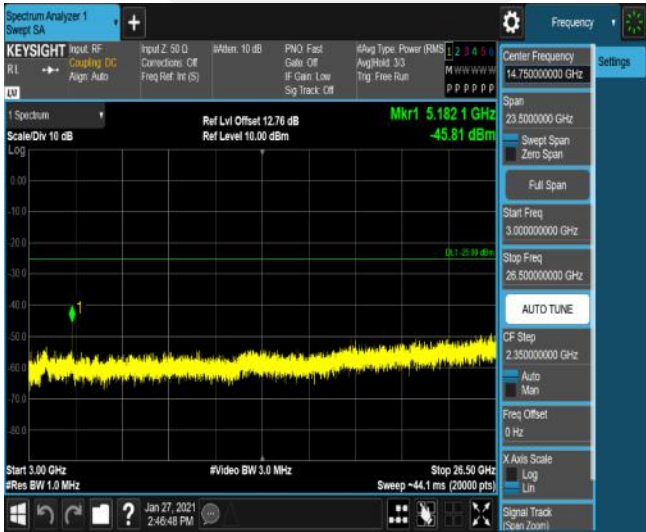 Spectrum Analyzer 1
Swept SA
Frequency
KEYSIGHT
RL
Input: RF
Coupling: DC
Align: Auto
Input Z: 50 Ω
Corrections: Off
Freq Ref: Int (S)
#Atten: 10 dB
PNO: Fast
Gate: Off
IF Gain: Low
Sig Track: Off
#Avg Type: Power (RMS
Avg|Hold: 3/3
Trig: Free Run
1 2 3 4 5 6
M W W W W W
P P P P P P
1 Spectrum
Scale/Div 10 dB
Ref Lvl Offset 12.76 dB
Ref Level 10.00 dBm
Mkr1 5.182 1 GHz
-45.81 dBm
Log
0.00
-10.0
-20.0
-30.0
-40.0
-50.0
-60.0
-70.0
-80.0
1
Start 3.00 GHz
#Res BW 1.0 MHz
#Video BW 3.0 MHz
Stop 26.50 GHz
Sweep ~44.1 ms (20000 pts)
Jan 27, 2021
2:46:48 PM
?
Center Frequency
14.750000000 GHz
Settings
Span
23.5000000 GHz
Swept Span
Zero Span
Full Span
Start Freq
3.000000000 GHz
Stop Freq
26.500000000 GHz
AUTO TUNE
CF Step
2.350000000 GHz
Auto
Man
Freq Offset
0 Hz
X Axis Scale
Log
Lin
Signal Track
(Span Zoom)